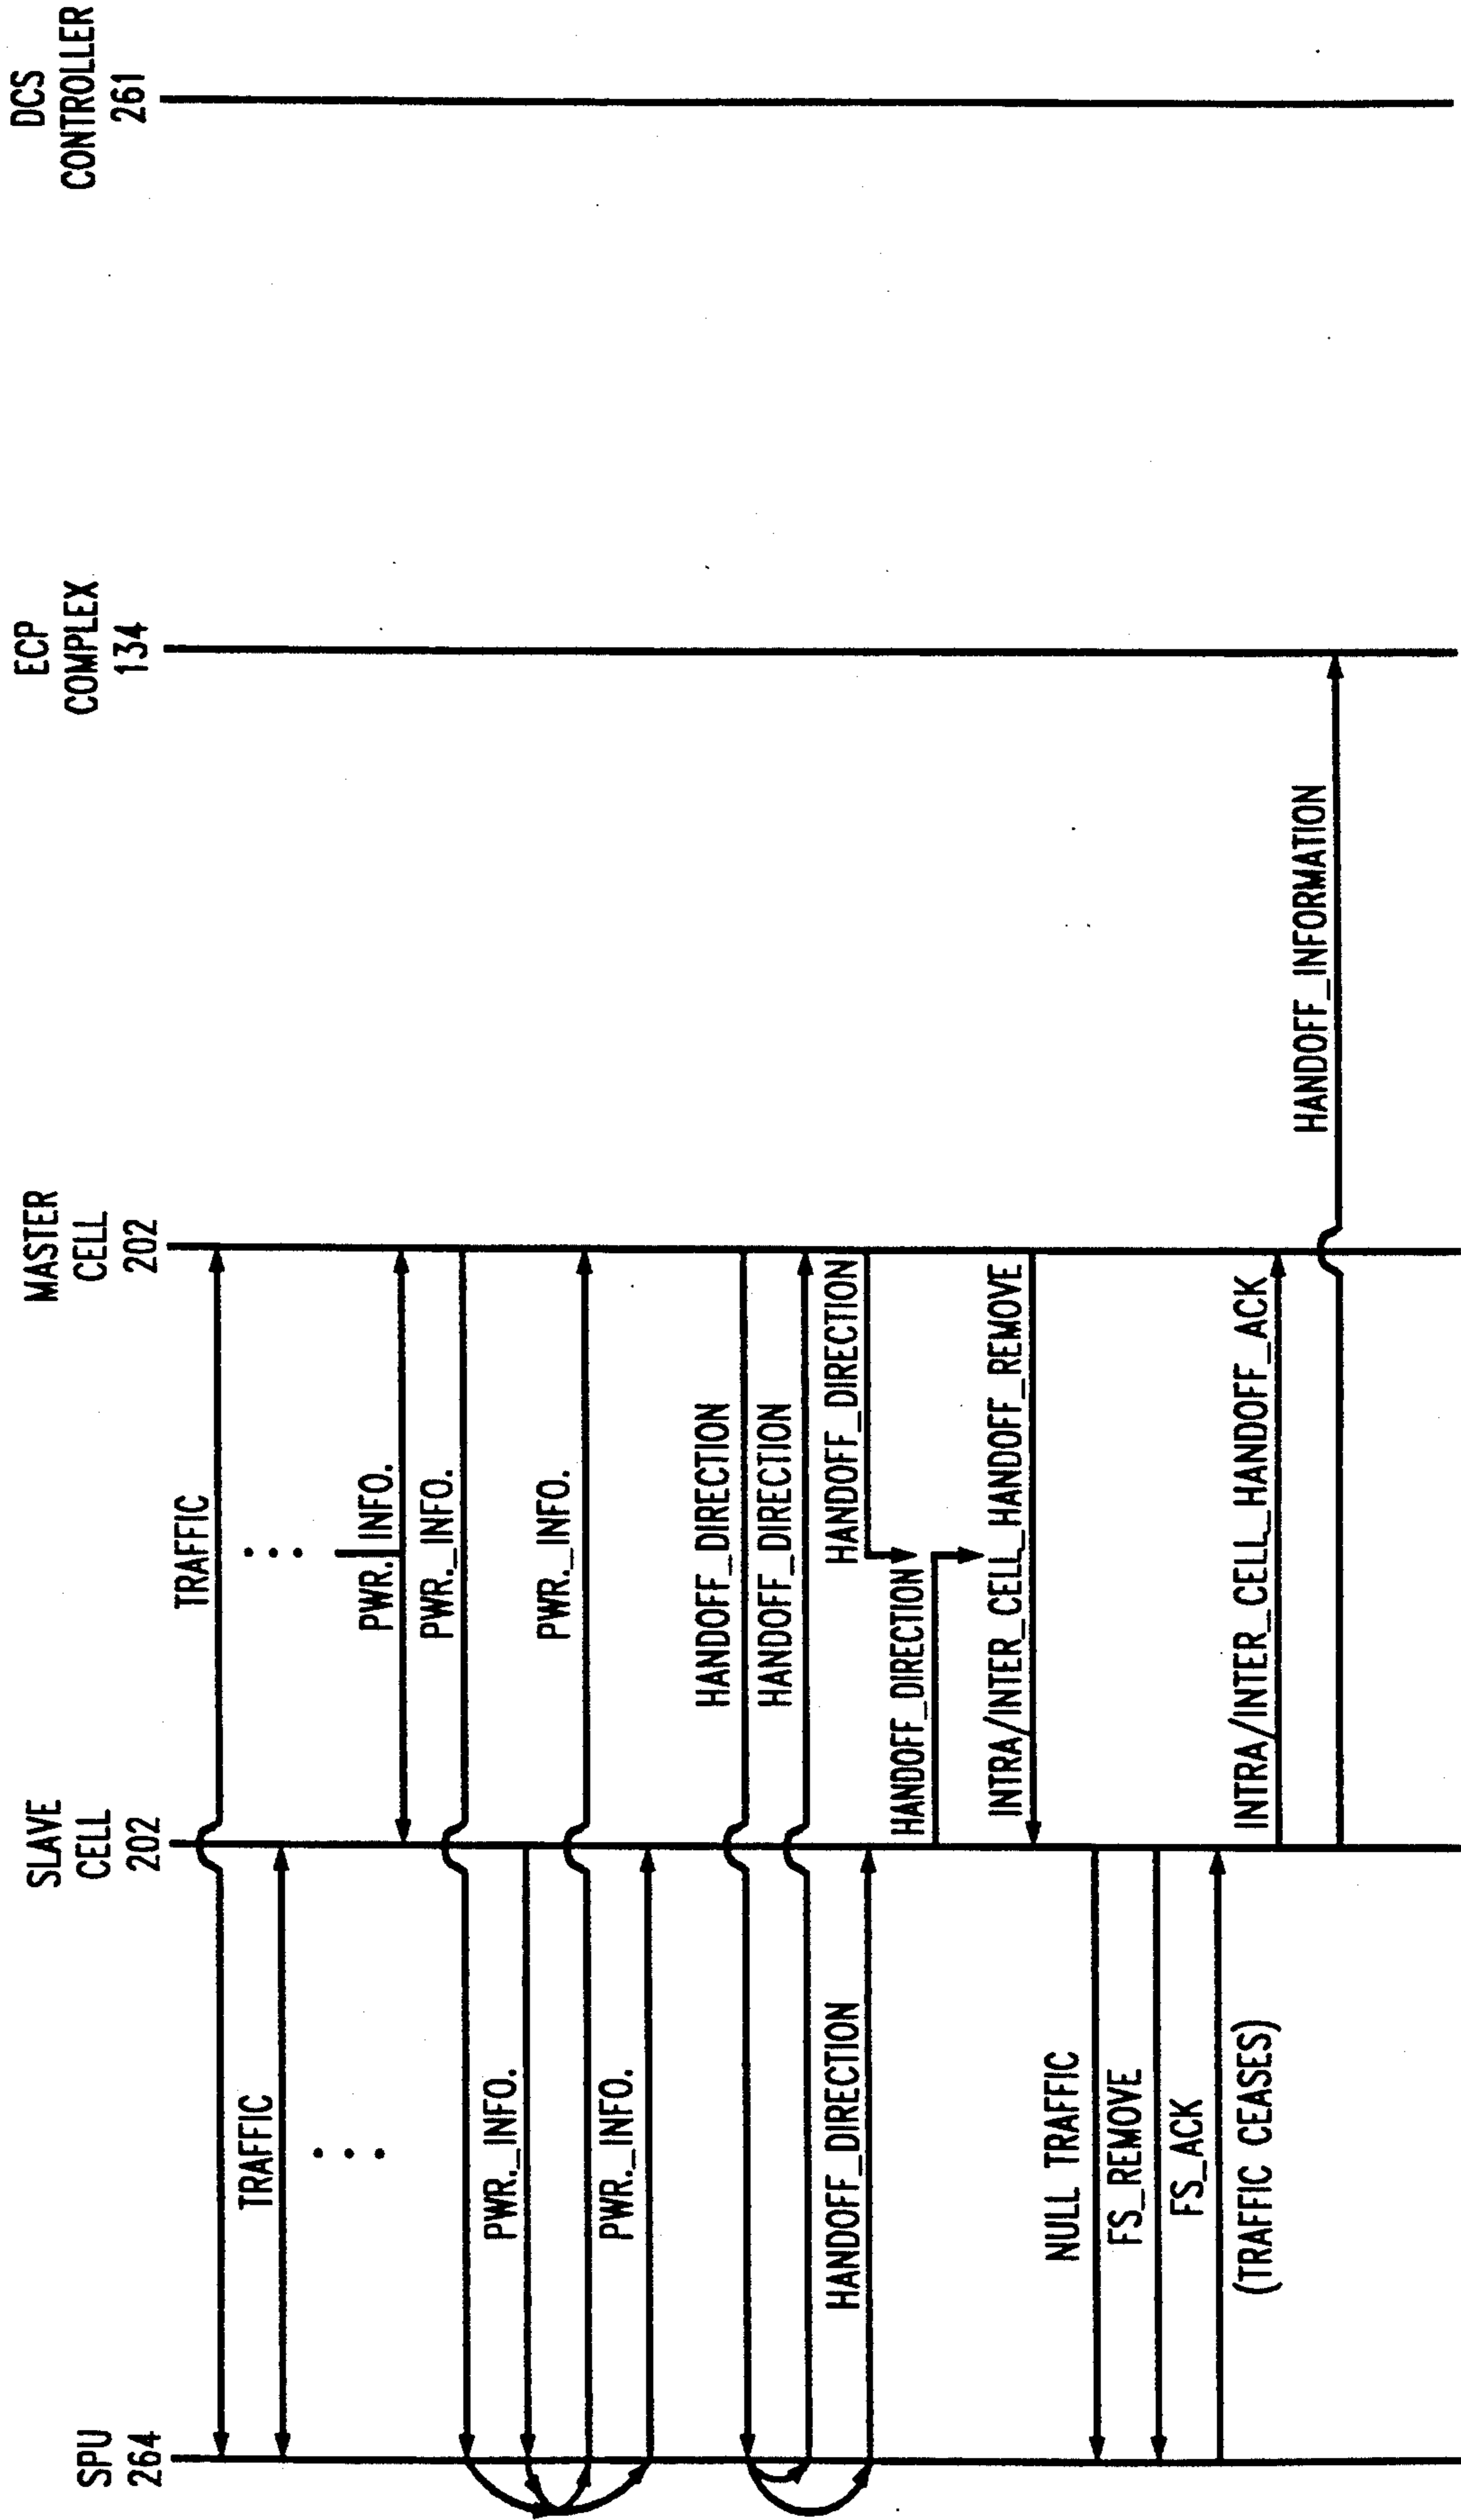 SPU
264
SLAVE
CELL
202
MASTER
CELL
202
ECP
COMPLEX
134
DCS
CONTROLLER
261
TRAFFIC
TRAFFIC
PWR._INFO.
PWR._INFO.
PWR._INFO.
PWR._INFO.
PWR._INFO.
HANDOFF_DIRECTION
HANDOFF_DIRECTION
HANDOFF_DIRECTION
HANDOFF_DIRECTION
HANDOFF_DIRECTION
INTRA/INTER_CELL_HANDOFF_REMOVE
NULL TRAFFIC
FS_REMOVE
FS_ACK
(TRAFFIC CEASES)
INTRA/INTER_CELL_HANDOFF_ACK
HANDOFF_INFORMATION